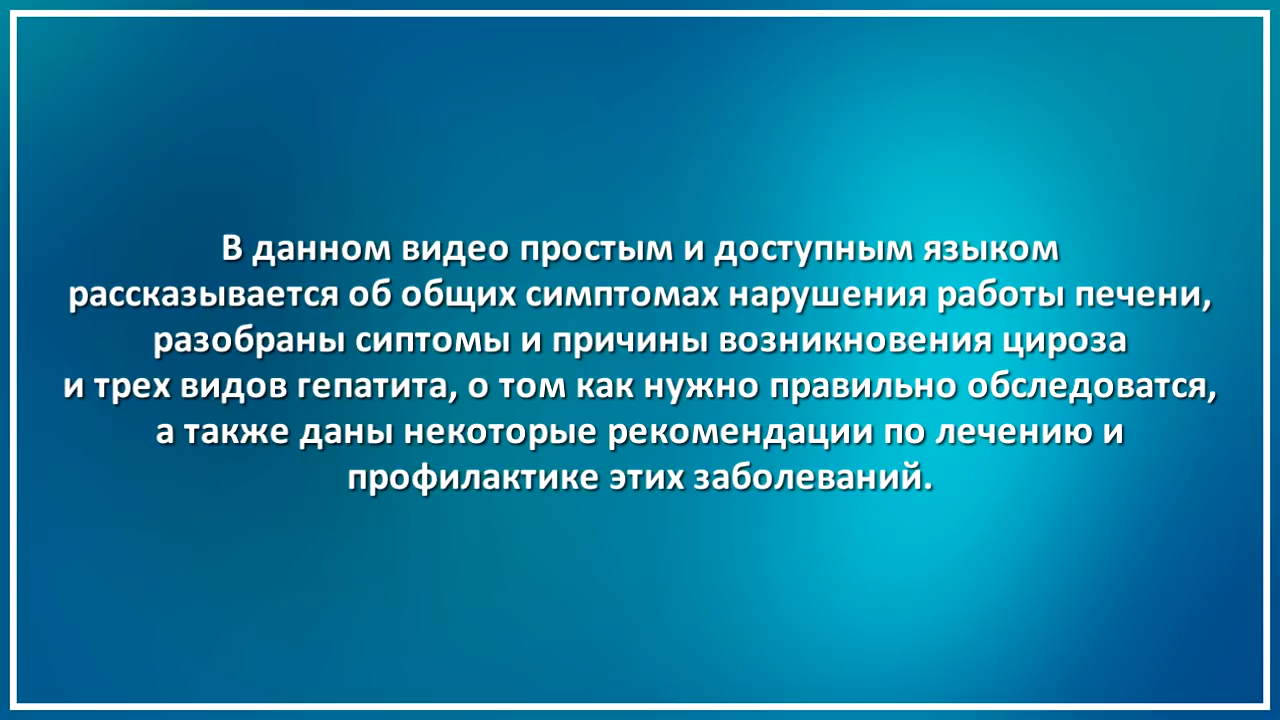 В данном видео простым и доступным языком
рассказывается об общих симптомах нарушения работы печени,
разобраны сиптомы и причины возникновения цироза
и трех видов гепатита, о том как нужно правильно обследоватся,
а также даны некоторые рекомендации по лечению и
профилактике этих заболеваний.